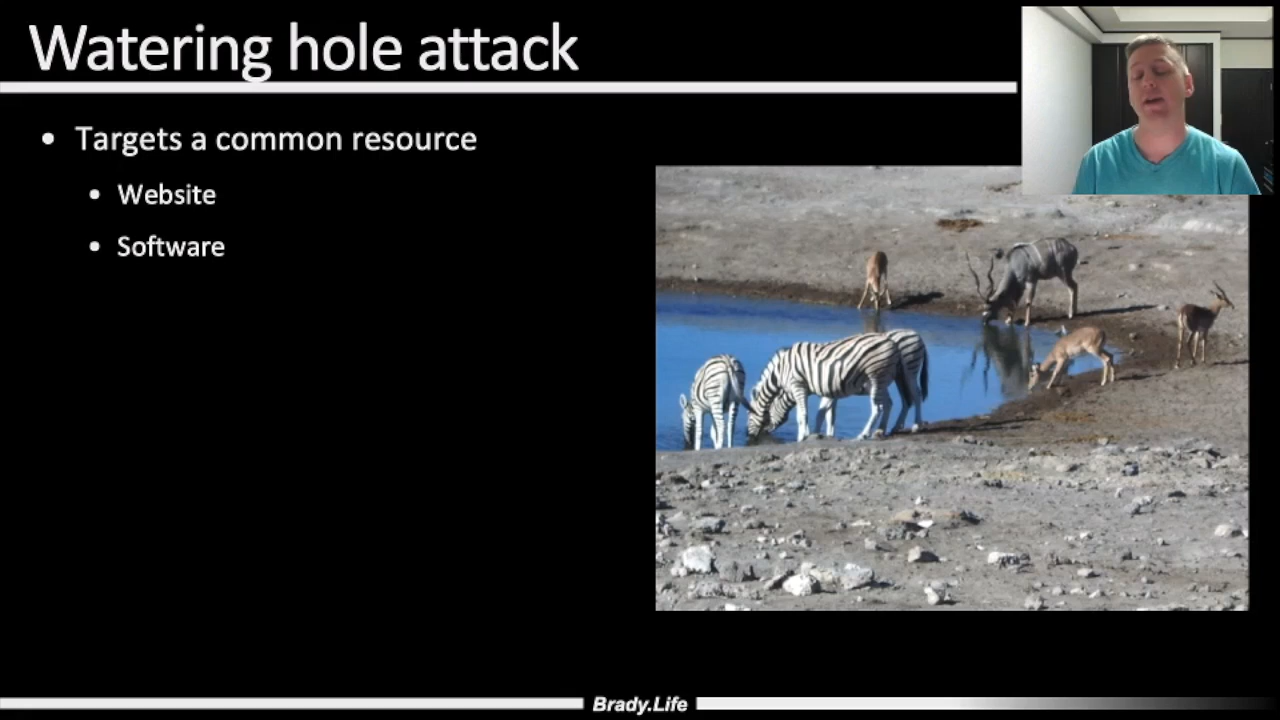 Watering hole attack
• Targets a common resource
• Website
• Software
Brady.Life